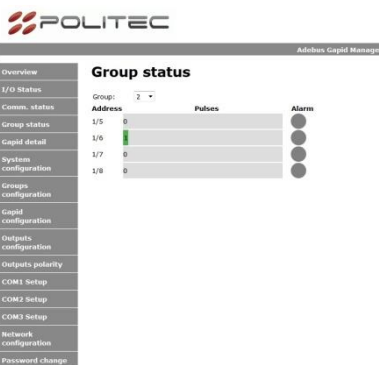 POLITEC
Adebus Gapid Manage
Overview
I/O Status
Comm. status
Group status
Gapid detail
System
configuration
Groups
configuration
Gapid
configuration
Outputs
configuration
Outputs polarity
COM1 Setup
COM2 Setup
COM3 Setup
Network
configuration
Password change
Group status
Group: 2
Address Pulses Alarm
1/5 0
1/6 1
1/7 0
1/8 0